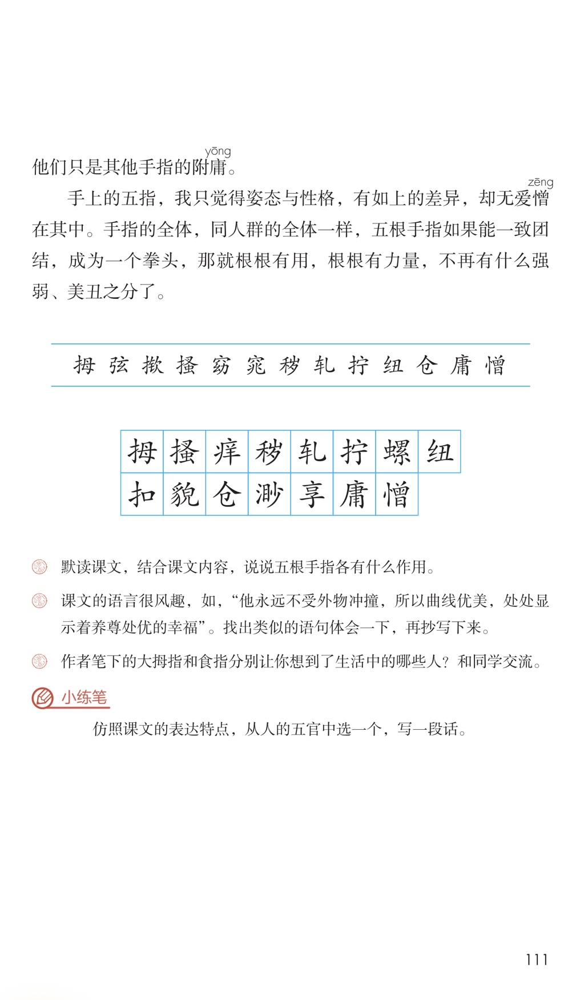 yōng
他们只是其他手指的附庸。
zēng
手上的五指，我只觉得姿态与性格，有如上的差异，却无爱憎
在其中。手指的全体，同人群的全体一样，五根手指如果能一致团
结，成为一个拳头，那就根根有用，根根有力量，不再有什么强
弱、美丑之分了。
拇 弦 揿 搔 窈 窕 秽 轧 拧 纽 仓 庸 憎
拇 搔 痒 秽 轧 拧 螺 纽
扣 貌 仓 渺 享 庸 憎
默读课文，结合课文内容，说说五根手指各有什么作用。
课文的语言很风趣，如，“他永远不受外物冲撞，所以曲线优美，处处显
示着养尊处优的幸福”。找出类似的语句体会一下，再抄写下来。
作者笔下的大拇指和食指分别让你想到了生活中的哪些人？和同学交流。
小练笔
仿照课文的表达特点，从人的五官中选一个，写一段话。
111